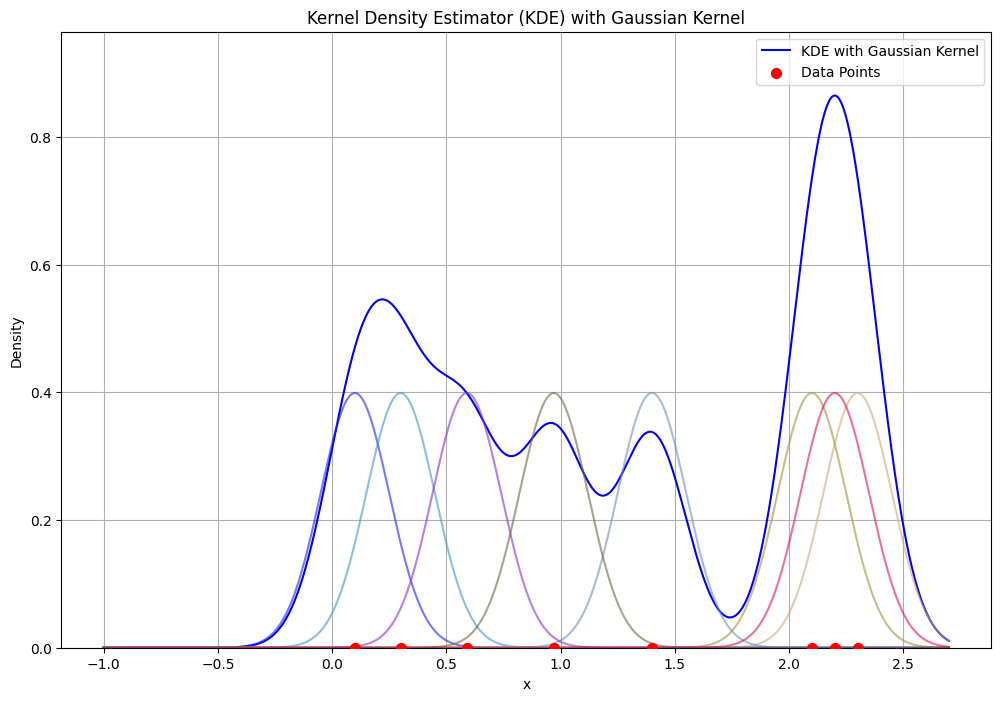 Kernel Density Estimator (KDE) with Gaussian Kernel
KDE with Gaussian Kernel
Data Points
Density
0.8
0.6
0.4
0.2
0.0
−1.0 −0.5 0.0 0.5 1.0 1.5 2.0 2.5
x